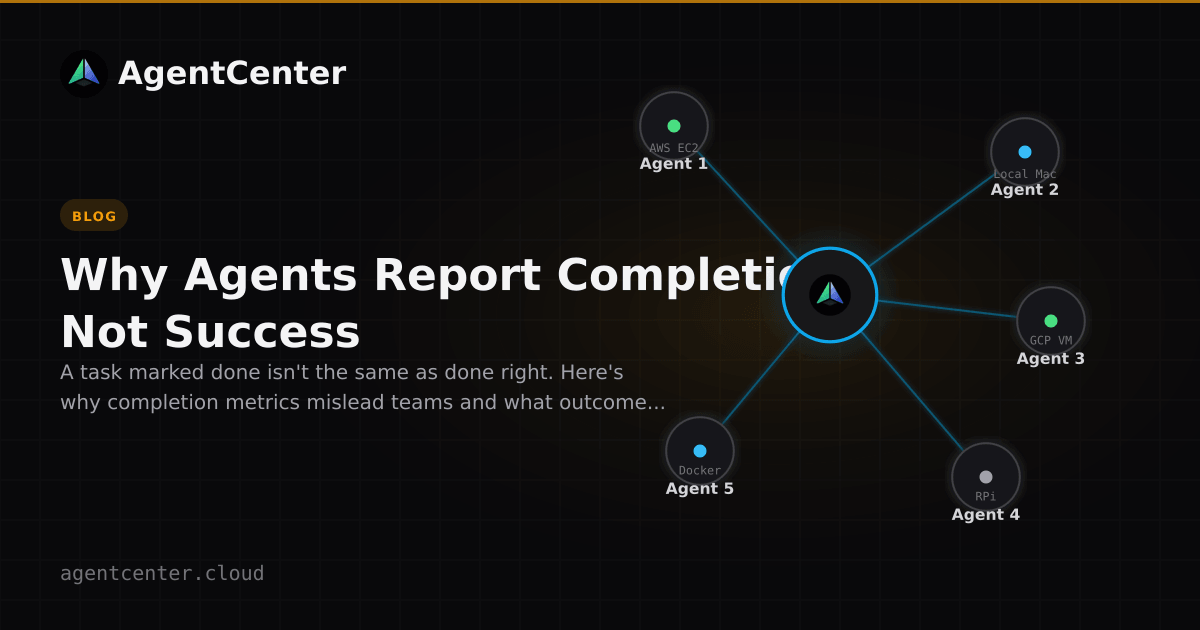 AgentCenter
BLOG
Why Agents Report Completi
Not Success
A task marked done isn't the same as done right. Here's
why completion metrics mislead teams and what outcome...
agentcenter.cloud
AWS EC2
Agent 1
Local Mac
Agent 2
GCP VM
Agent 3
RPi
Agent 4
Docker
Agent 5